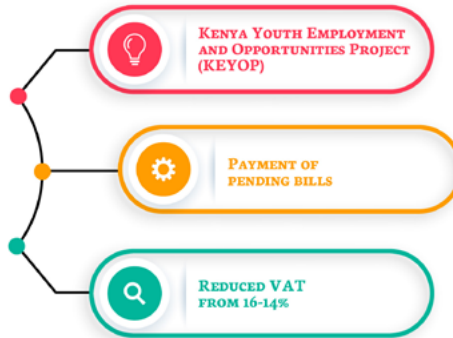 Kenya Youth Employment
and Opportunities Project
(KEYOP)
Payment of
pending bills
Reduced VAT
from 16-14%